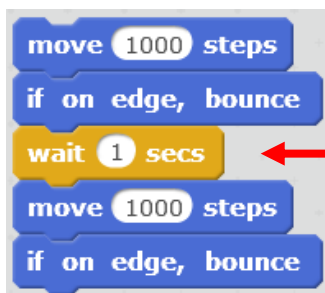 move 1000 steps
if on edge, bounce
wait 1 secs
move 1000 steps
if on edge, bounce